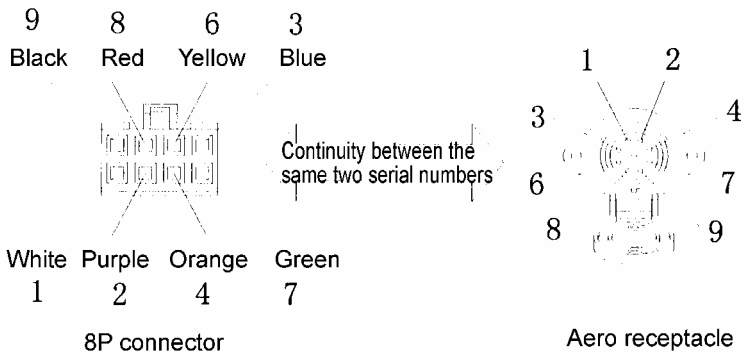 9 8 6 3
Black Red Yellow Blue
1 2
3 4
Continuity between the
same two serial numbers
6 7
8 9
White Purple Orange Green
1 2 4 7
8P connector
Aero receptacle